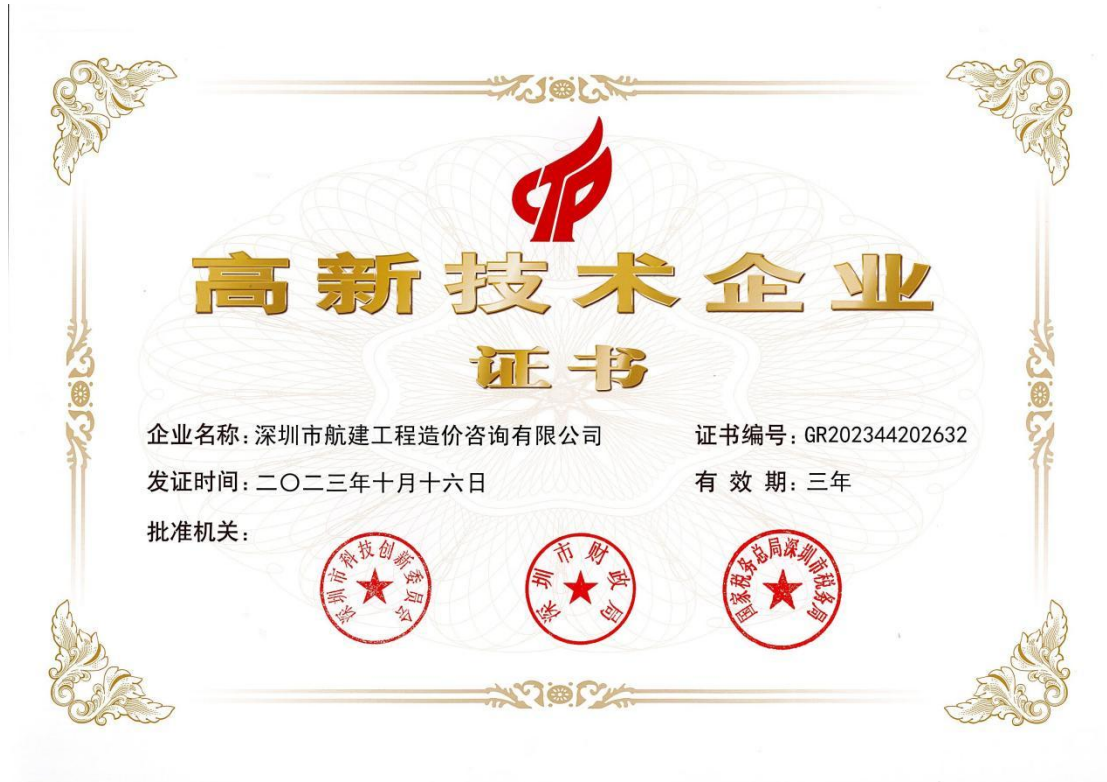 高新技术企业
证书
企业名称：深圳市航建工程造价咨询有限公司
证书编号：GR202344202632
发证时间：二〇二三年十月十六日
有效期：三年
批准机关：
深圳市科技创新委员会
深圳市财政局
国家税务总局深圳市税务局